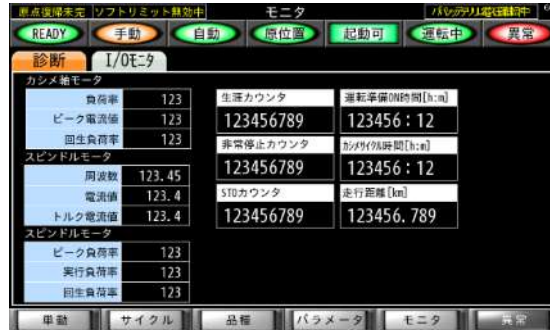 原点復帰未完 ソフトリミット無効中 モニタ
READY 手動 自動 原位置 起動可 運転中 異常
診断 I/Oモニタ
カシメ軸モータ
負荷率 123
ピーク電流値 123
回生負荷率 123
スピンドルモータ
周波数 123.45
電流値 123.4
トルク電流値 123.4
スピンドルモータ
ピーク負荷率 123
実行負荷率 123
回生負荷率 123
生涯カウンタ 運転準備ON時間[h:m]
123456789 123456:12
非常停止カウンタ カシメサイクル時間[h:m]
123456789 123456:12
STOカウンタ 走行距離[km]
123456789 123456.789
単動 サイクル 品種 パラメータ モニタ 異常